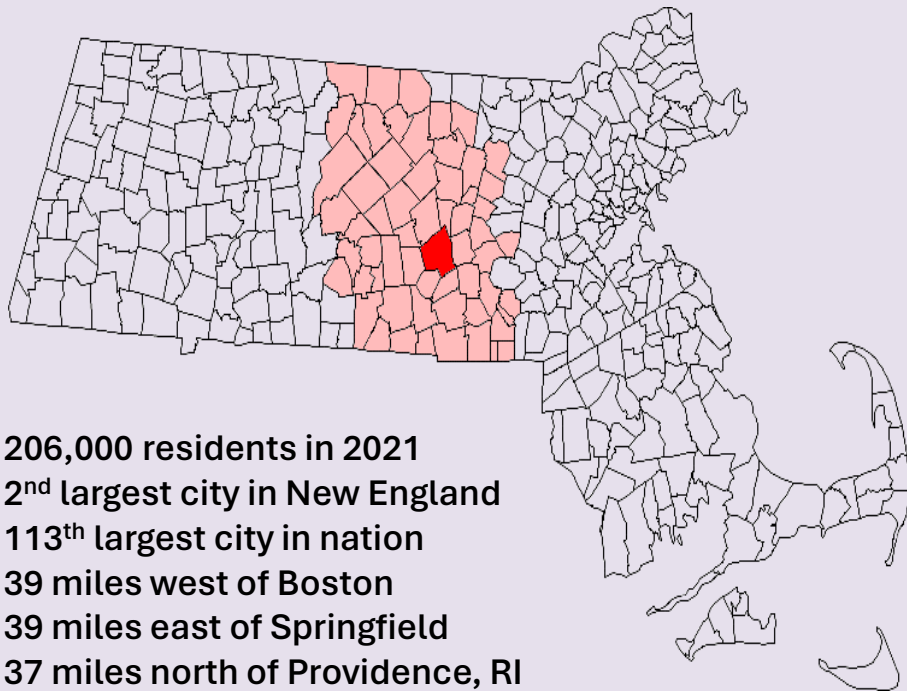 206,000 residents in 2021
2nd largest city in New England
113th largest city in nation
39 miles west of Boston
39 miles east of Springfield
37 miles north of Providence, RI